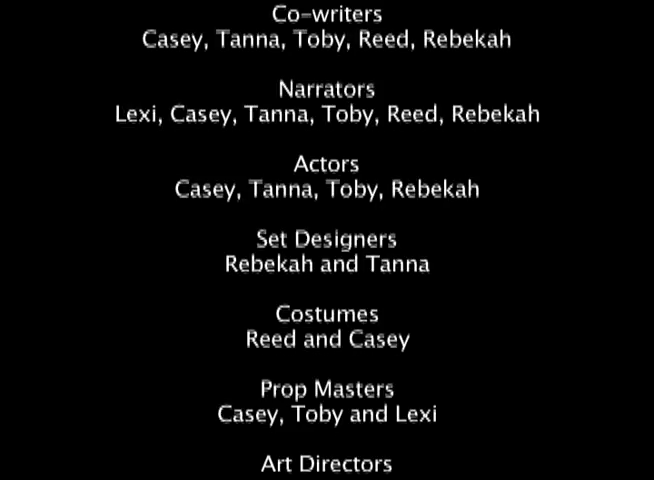 Co-writers
Casey, Tanna, Toby, Reed, Rebekah
Narrators
Lexi, Casey, Tanna, Toby, Reed, Rebekah
Actors
Casey, Tanna, Toby, Rebekah
Set Designers
Rebekah and Tanna
Costumes
Reed and Casey
Prop Masters
Casey, Toby and Lexi
Art Directors